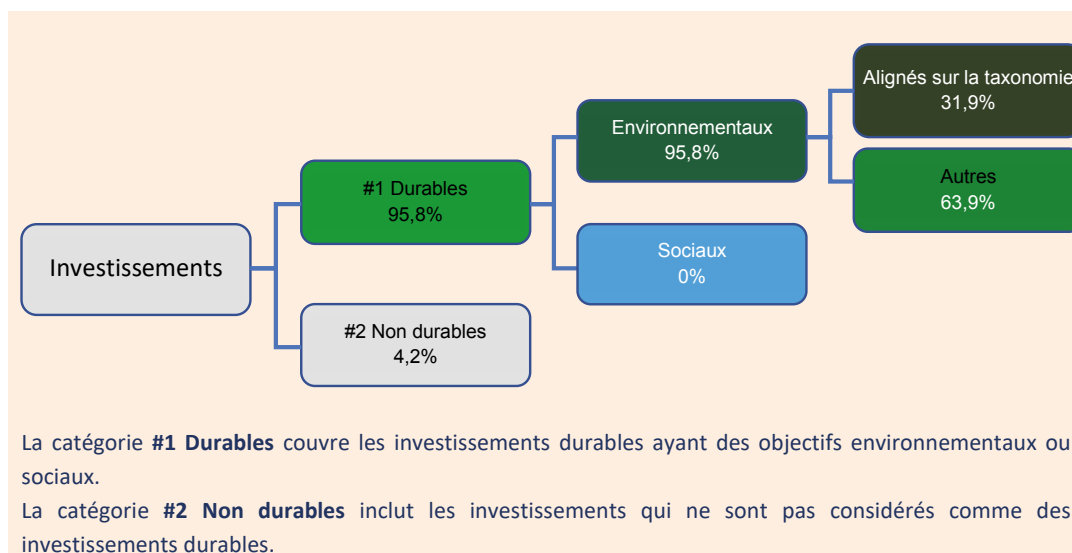 Investissements
#1 Durables
95,8%
#2 Non durables
4,2%
Environnementaux
95,8%
Sociaux
0%
Alignés sur la taxonomie
31,9%
Autres
63,9%
La catégorie #1 Durables couvre les investissements durables ayant des objectifs environnementaux ou
sociaux.
La catégorie #2 Non durables inclut les investissements qui ne sont pas considérés comme des
investissements durables.